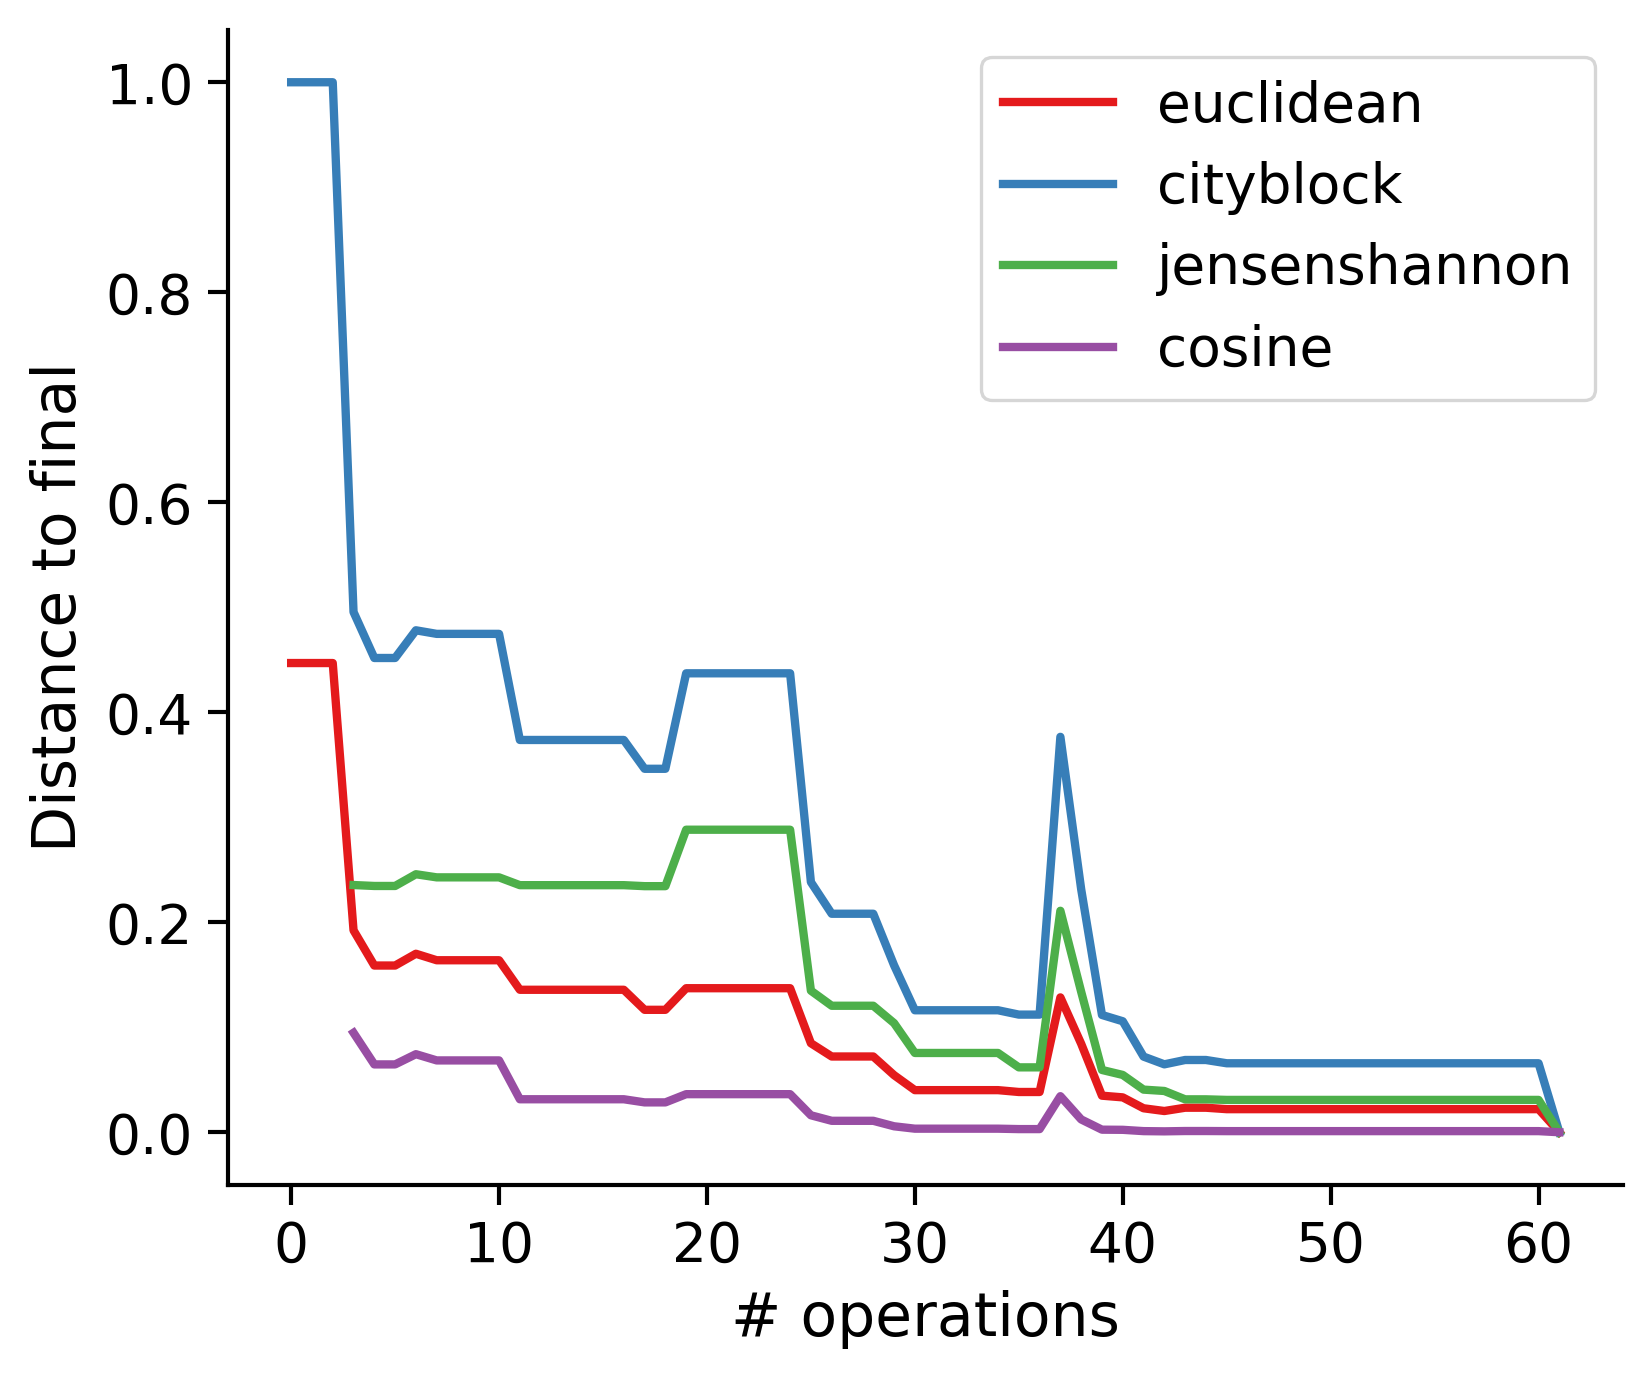 1.0
0.8
0.6
0.4
0.2
0.0
Distance to final
0 10 20 30 40 50 60
# operations
euclidean
cityblock
jensenshannon
cosine